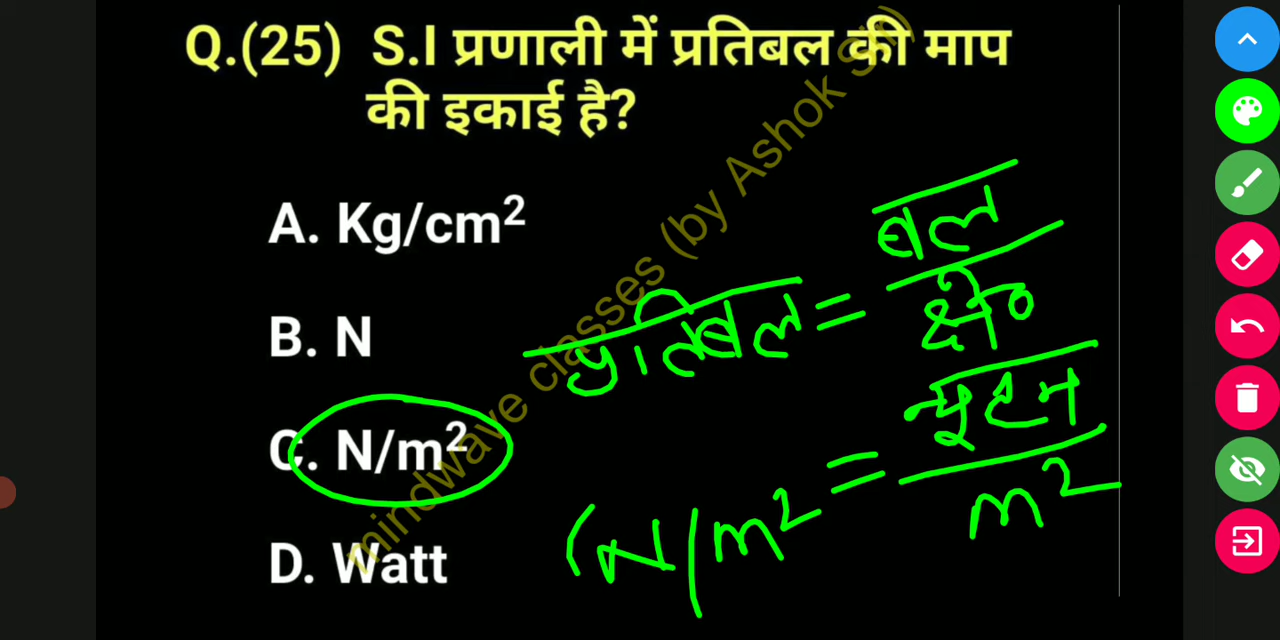 Q.(25) S.I प्रणाली में प्रतिबल की माप
की इकाई है?
A. Kg/cm²
B. N
C. N/m²
D. Watt
प्रतिबल = बल
क्षे०
= न्यूटन
m²
(N/m²
mindwave classes (by Ashok Sir)